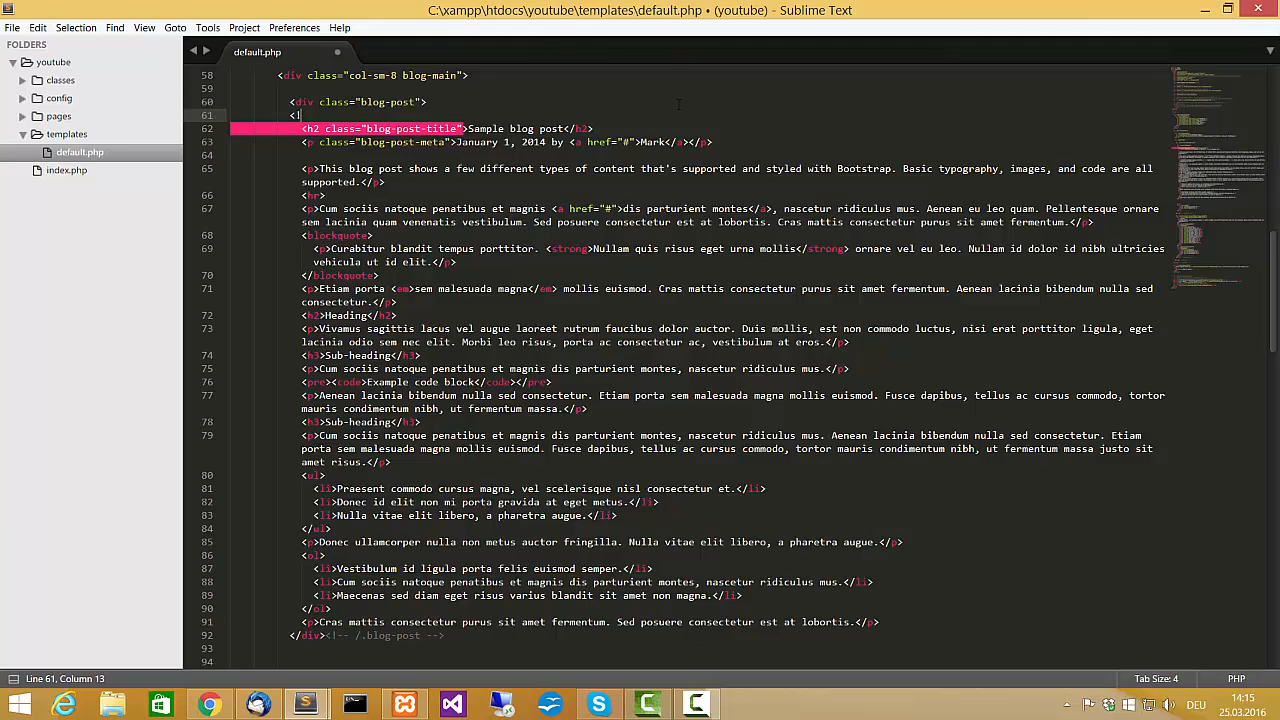 C:\xampp\htdocs\youtube\templates\default.php • (youtube) - Sublime Text
File Edit Selection Find View Goto Tools Project Preferences Help
FOLDERS
youtube
classes
config
pages
templates
default.php
index.php
default.php
58 <div class="col-sm-8 blog-main">
59
60 <div class="blog-post">
61 <!
62 <h2 class="blog-post-title">Sample blog post</h2>
63 <p class="blog-post-meta">January 1, 2014 by <a href="#">Mark</a></p>
64
65 <p>This blog post shows a few different types of content that's supported and styled with Bootstrap. Basic typography, images, and code are all
supported.</p>
66 <hr>
67 <p>Cum sociis natoque penatibus et magnis <a href="#">dis parturient montes</a>, nascetur ridiculus mus. Aenean eu leo quam. Pellentesque ornare
sem lacinia quam venenatis vestibulum. Sed posuere consectetur est at lobortis. Cras mattis consectetur purus sit amet fermentum.</p>
68 <blockquote>
69 <p>Curabitur blandit tempus porttitor. <strong>Nullam quis risus eget urna mollis</strong> ornare vel eu leo. Nullam id dolor id nibh ultricies
vehicula ut id elit.</p>
70 </blockquote>
71 <p>Etiam porta <em>sem malesuada magna</em> mollis euismod. Cras mattis consectetur purus sit amet fermentum. Aenean lacinia bibendum nulla sed
consectetur.</p>
72 <h2>Heading</h2>
73 <p>Vivamus sagittis lacus vel augue laoreet rutrum faucibus dolor auctor. Duis mollis, est non commodo luctus, nisi erat porttitor ligula, eget
lacinia odio sem nec elit. Morbi leo risus, porta ac consectetur ac, vestibulum at eros.</p>
74 <h3>Sub-heading</h3>
75 <p>Cum sociis natoque penatibus et magnis dis parturient montes, nascetur ridiculus mus.</p>
76 <pre><code>Example code block</code></pre>
77 <p>Aenean lacinia bibendum nulla sed consectetur. Etiam porta sem malesuada magna mollis euismod. Fusce dapibus, tellus ac cursus commodo, tortor
mauris condimentum nibh, ut fermentum massa.</p>
78 <h3>Sub-heading</h3>
79 <p>Cum sociis natoque penatibus et magnis dis parturient montes, nascetur ridiculus mus. Aenean lacinia bibendum nulla sed consectetur. Etiam
porta sem malesuada magna mollis euismod. Fusce dapibus, tellus ac cursus commodo, tortor mauris condimentum nibh, ut fermentum massa justo sit
amet risus.</p>
80 <ul>
81 <li>Praesent commodo cursus magna, vel scelerisque nisl consectetur et.</li>
82 <li>Donec id elit non mi porta gravida at eget metus.</li>
83 <li>Nulla vitae elit libero, a pharetra augue.</li>
84 </ul>
85 <p>Donec ullamcorper nulla non metus auctor fringilla. Nulla vitae elit libero, a pharetra augue.</p>
86 <ol>
87 <li>Vestibulum id ligula porta felis euismod semper.</li>
88 <li>Cum sociis natoque penatibus et magnis dis parturient montes, nascetur ridiculus mus.</li>
89 <li>Maecenas sed diam eget risus varius blandit sit amet non magna.</li>
90 </ol>
91 <p>Cras mattis consectetur purus sit amet fermentum. Sed posuere consectetur est at lobortis.</p>
92 </div><!-- /.blog-post -->
93
94
Line 61, Column 13 Tab Size: 4 PHP
DEU 14:15
25.03.2016